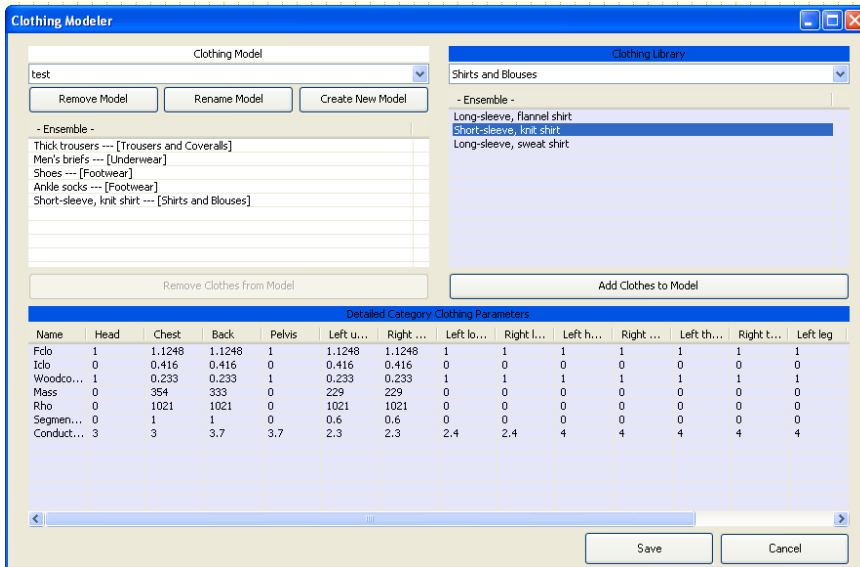 Clothing Modeler
Clothing Model
test
Remove Model Rename Model Create New Model
- Ensemble -
Thick trousers --- [Trousers and Coveralls]
Men's briefs --- [Underwear]
Shoes --- [Footwear]
Ankle socks --- [Footwear]
Short-sleeve, knit shirt --- [Shirts and Blouses]
Remove Clothes from Model
Clothing Library
Shirts and Blouses
- Ensemble -
Long-sleeve, flannel shirt
Short-sleeve, knit shirt
Long-sleeve, sweat shirt
Add Clothes to Model
Detailed Category Clothing Parameters
Name Head Chest Back Pelvis Left u... Right ... Left lo... Right l... Left h... Right ... Left th... Right t... Left leg
Fclo 1 1.1248 1.1248 1 1.1248 1.1248 1 1 1 1 1 1 1
Iclo 0 0.416 0.416 0 0.416 0.416 0 0 0 0 0 0 0
Woodco... 1 0.233 0.233 1 0.233 0.233 1 1 1 1 1 1 1
Mass 0 354 333 0 229 229 0 0 0 0 0 0 0
Rho 0 1021 1021 0 1021 1021 0 0 0 0 0 0 0
Segmen... 0 1 1 0 0.6 0.6 0 0 0 0 0 0 0
Conduct... 3 3 3.7 3.7 2.3 2.3 2.4 2.4 4 4 4 4 4
Save Cancel